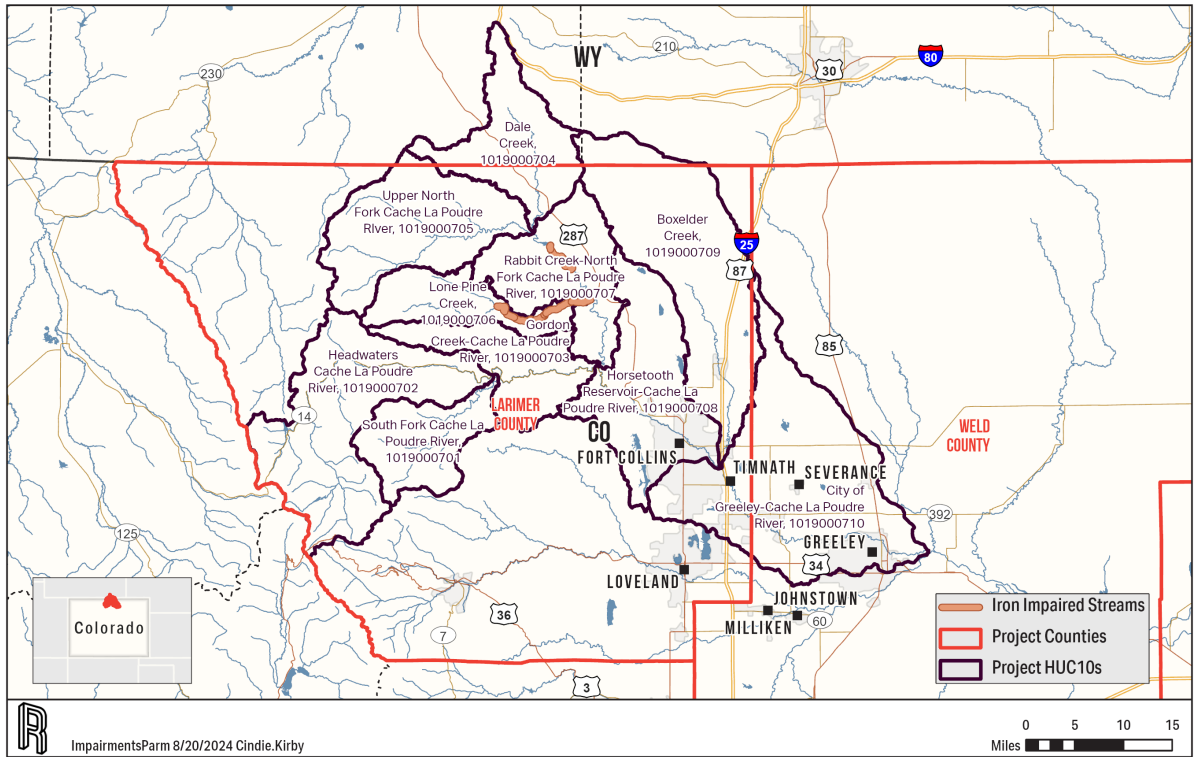 WY
210
80
30
230
Dale
Creek,
1019000704
Upper North
Fork Cache La Poudre
RIver, 1019000705
Boxelder
Creek,
1019000709
287
25
87
Rabbit Creek-North
Fork Cache La Poudre
River, 1019000707
Lone Pine
Creek,
1019000706
Gordon
Creek-Cache La Poudre
River, 1019000703
85
Headwaters
Cache La Poudre
River, 1019000702
Horsetooth
Reservoir-Cache La
Poudre River, 1019000708
14
LARIMER
COUNTY
South Fork Cache La
Poudre River,
1019000701
CO
WELD
COUNTY
FORT COLLINS
TIMNATH
SEVERANCE
City of
Greeley-Cache La Poudre
River, 1019000710
392
125
GREELEY
34
LOVELAND
JOHNSTOWN
MILLIKEN
60
36
7
3
Colorado
Iron Impaired Streams
Project Counties
Project HUC10s
R
ImpairmentsParm 8/20/2024 Cindie.Kirby
0 5 10 15
Miles